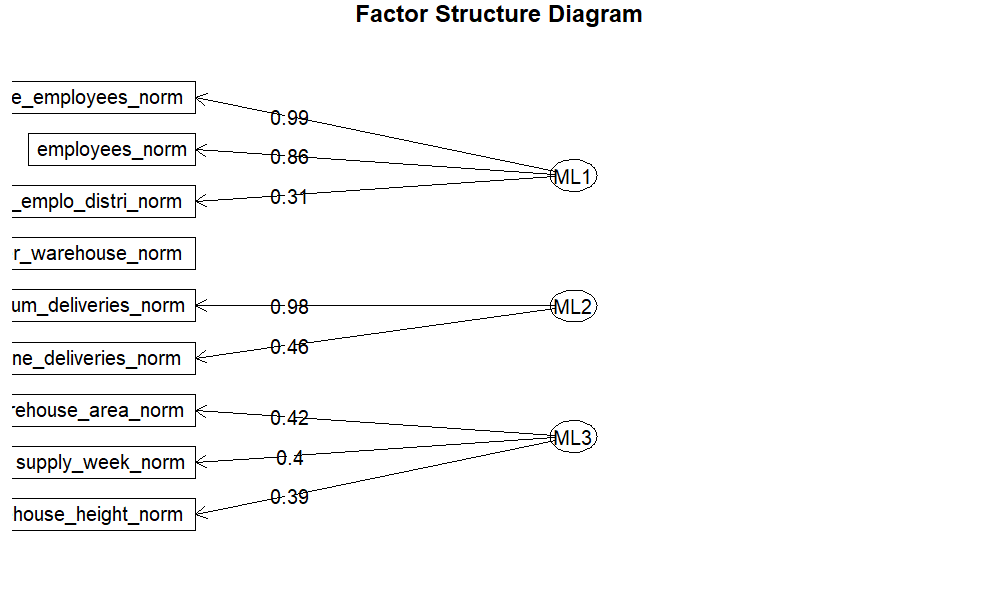 Factor Structure Diagram
e_employees_norm
0.99
employees_norm
0.86
ML1
_emplo_distri_norm
0.31
r_warehouse_norm
um_deliveries_norm
0.98
ML2
ne_deliveries_norm
0.46
rehouse_area_norm
0.42
ML3
supply_week_norm
0.4
house_height_norm
0.39